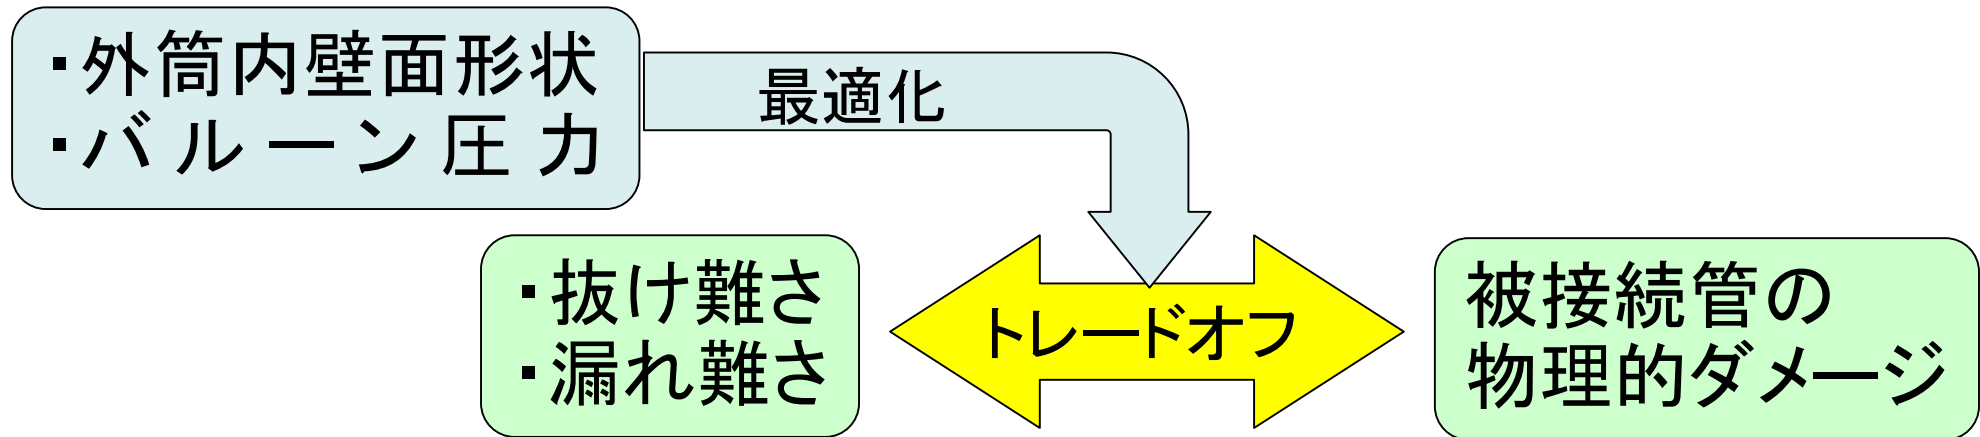 ・外筒内壁面形状
・バルーン圧力
最適化
・抜け難さ
・漏れ難さ
トレードオフ
被接続管の
物理的ダメージ